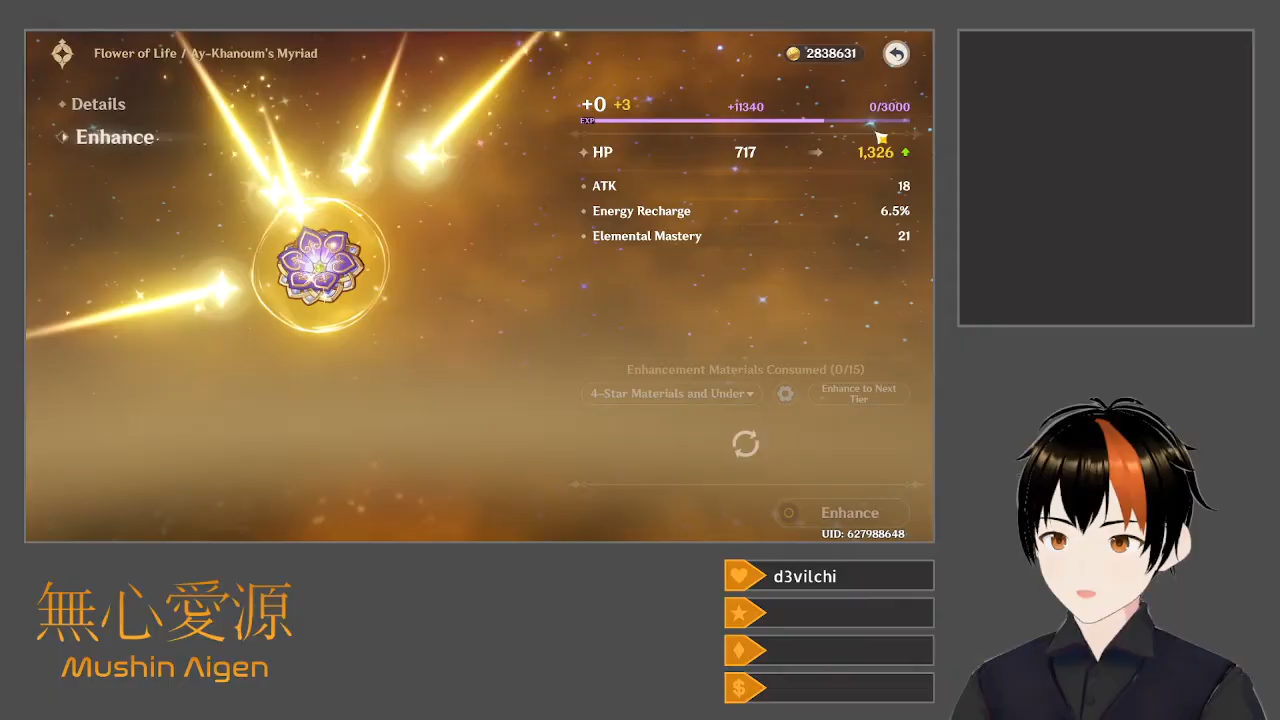 Flower of Life / Ay-Khanoum's Myriad
2838631
Details
Enhance
+0 +3
+11340
0/3000
EXP
HP 717 1,326
ATK 18
Energy Recharge 6.5%
Elemental Mastery 21
Enhancement Materials Consumed (0/15)
4-Star Materials and Under
Enhance to Next
Tier
Enhance
UID: 627988648
無心愛源
Mushin Aigen
d3vilchi